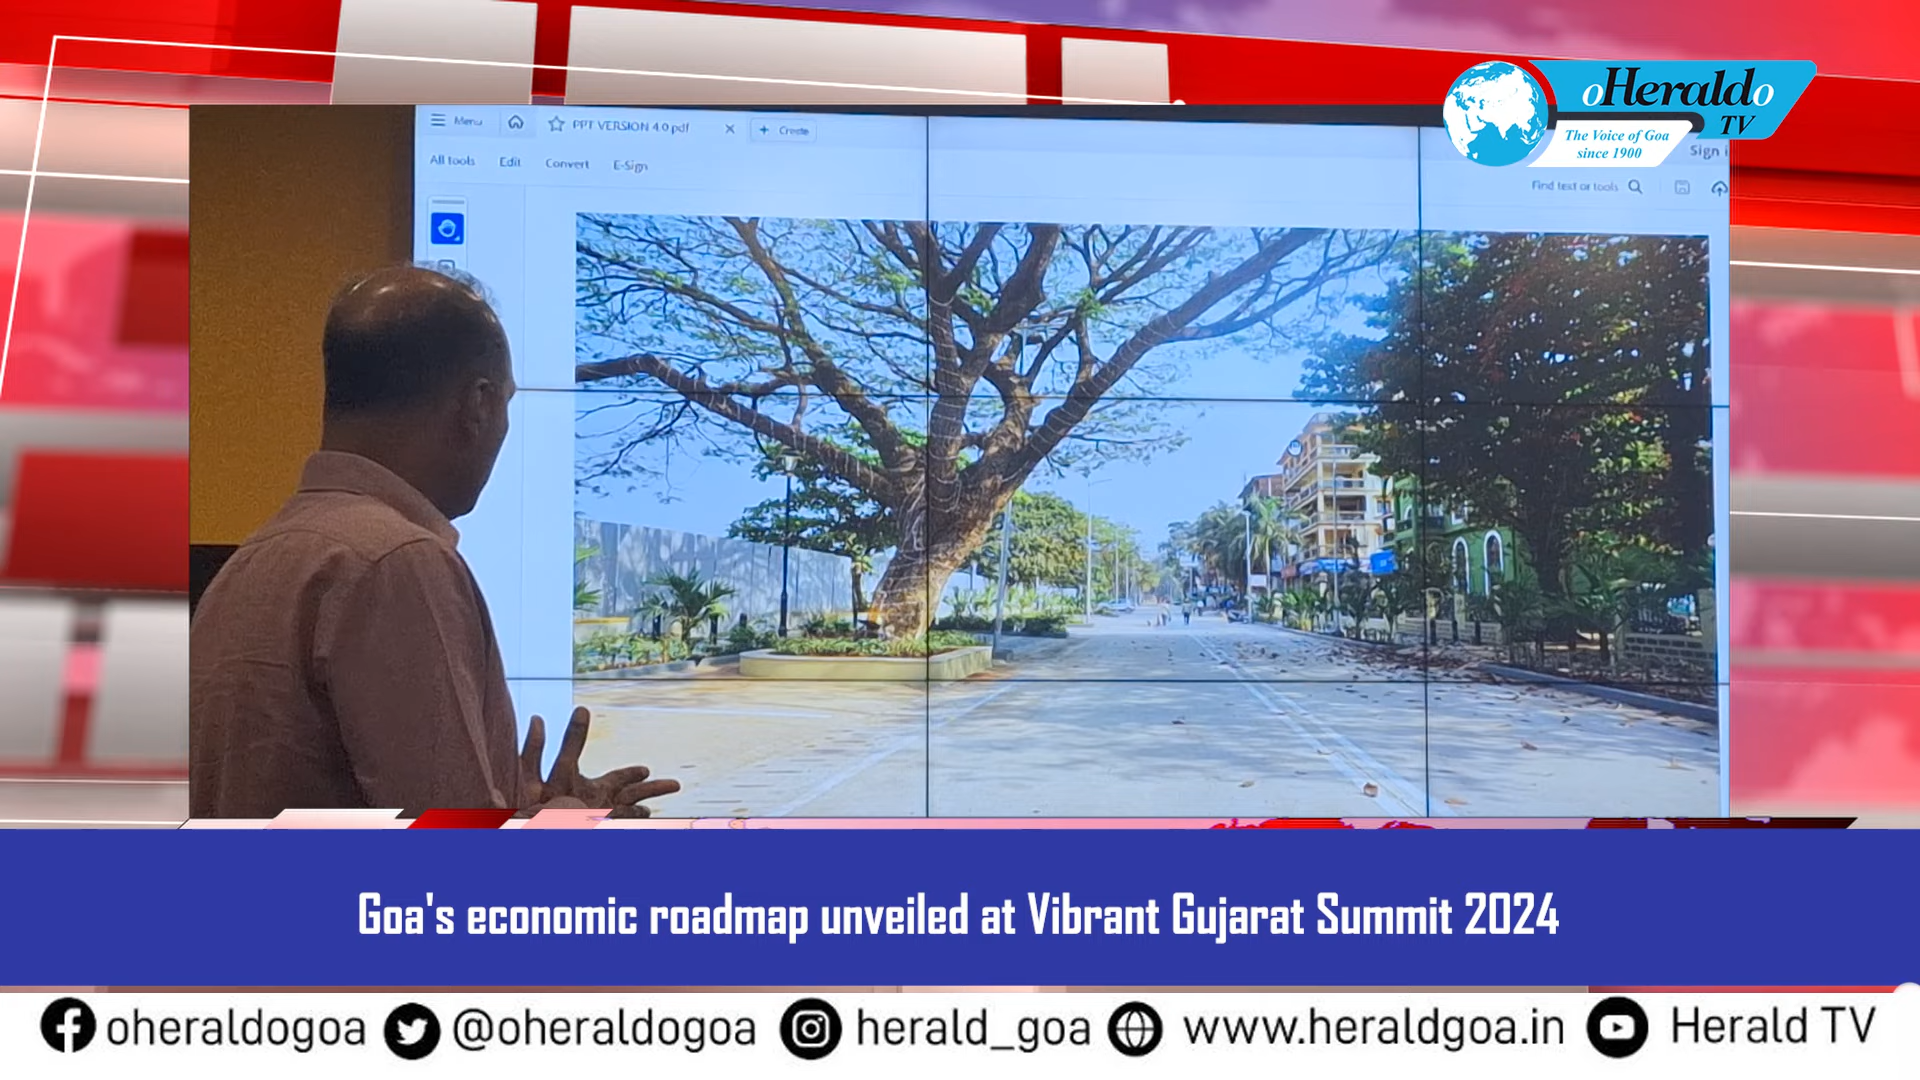 Menu
PPT VERSION 4.0.pdf
Create
All tools
Edit
Convert
E-Sign
oHeraldo
TV
The Voice of Goa
since 1900
Sign i
Find text or tools
Goa's economic roadmap unveiled at Vibrant Gujarat Summit 2024
oheraldogoa @oheraldogoa herald_goa www.heraldgoa.in Herald TV